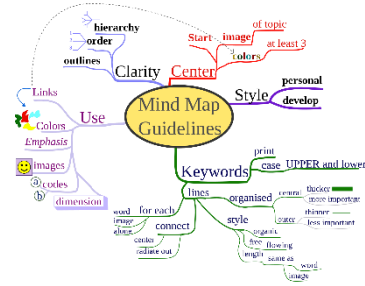 Mind Map
Guidelines
Clarity
hierarchy
order
outlines
Center
Start
image
of topic
colors
at least 3
Style
personal
develop
Use
Links
Colors
Emphasis
images
a
b
codes
dimension
Keywords
print
case
UPPER and lower
lines
for each
word
image
alone
connect
center
radiate out
organised
central
thicker
more important
outer
thinner
less important
style
organic
free
flowing
length
same as
word
image